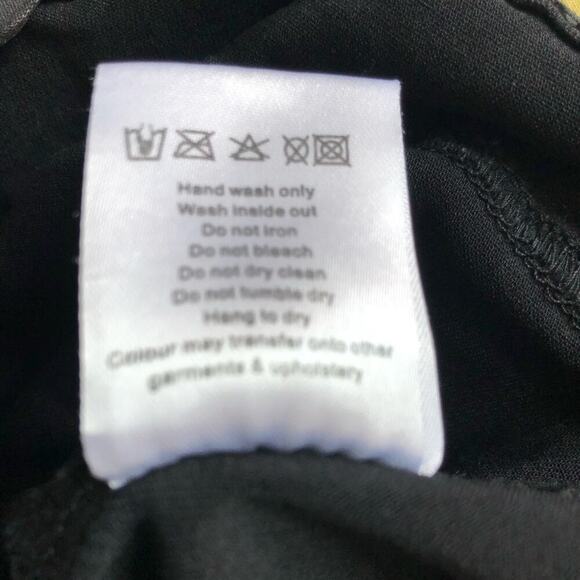 Hand wash only
Wash inside out
Do not iron
Do not bleach
Do not dry clean
Do not tumble dry
Hang to dry
Colour may transfer onto other
garments & upholstery